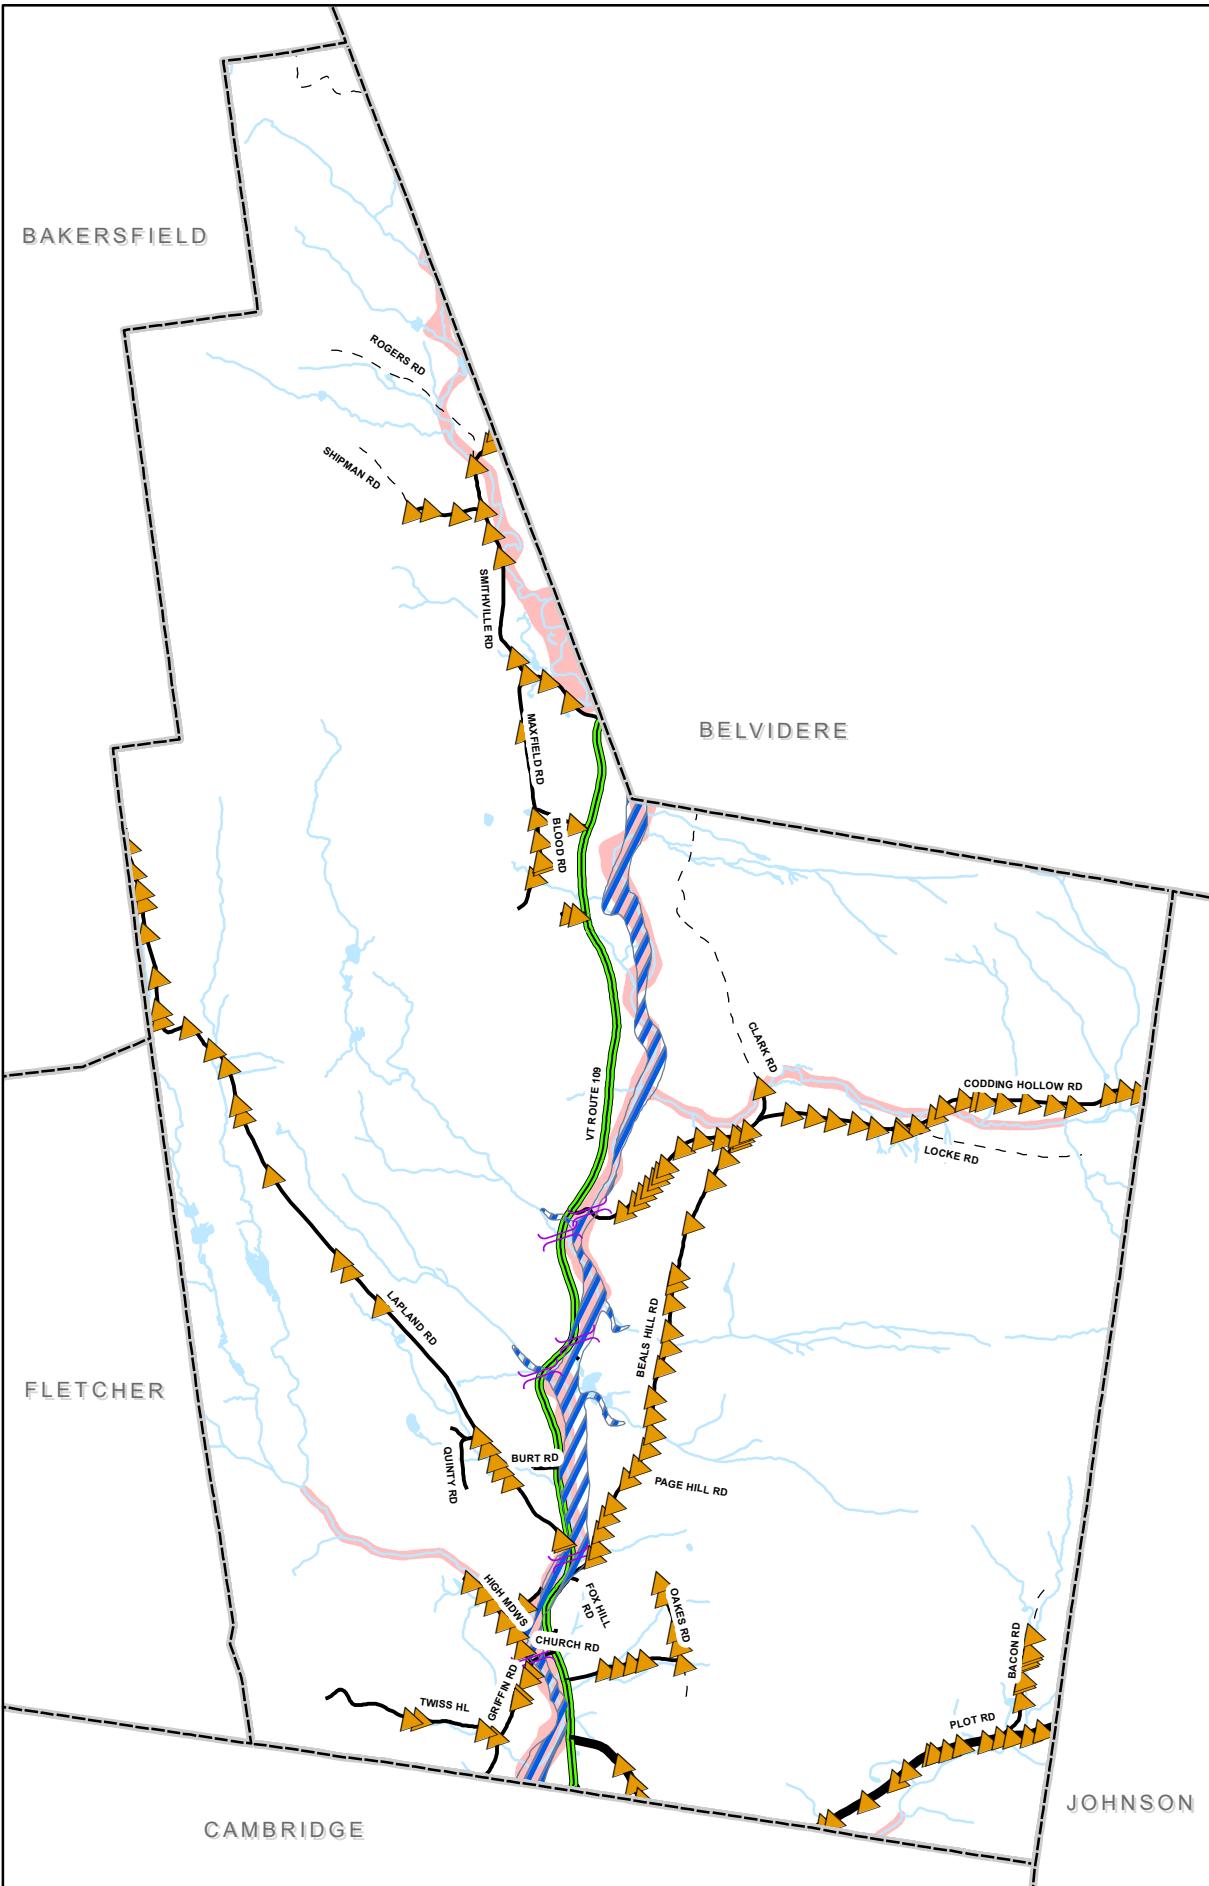 BAKERSFIELD
ROGERS RD
SHIPMAN RD
SMITHVILLE RD
MAXFIELD RD
BELVIDERE
BLOOD RD
CLARK RD
VT ROUTE 109
CODDING HOLLOW RD
LOCKE RD
LAPLAND RD
BEALS HILL RD
FLETCHER
QUINTY RD
BURT RD
PAGE HILL RD
HIGH MDWS
FOX HILL
RD
OAKES RD
CHURCH RD
BACON RD
GRIFFIN RD
TWISS HL
PLOT RD
JOHNSON
CAMBRIDGE